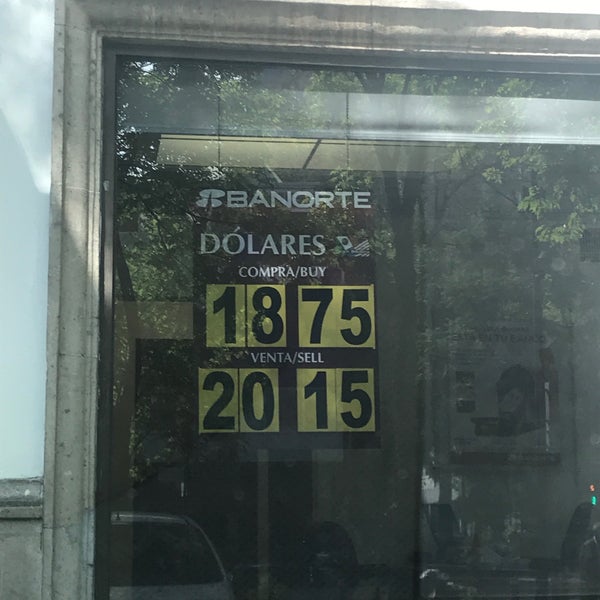 BANORTE
DÓLARES
COMPRA/BUY
18 75
VENTA/SELL
20 15